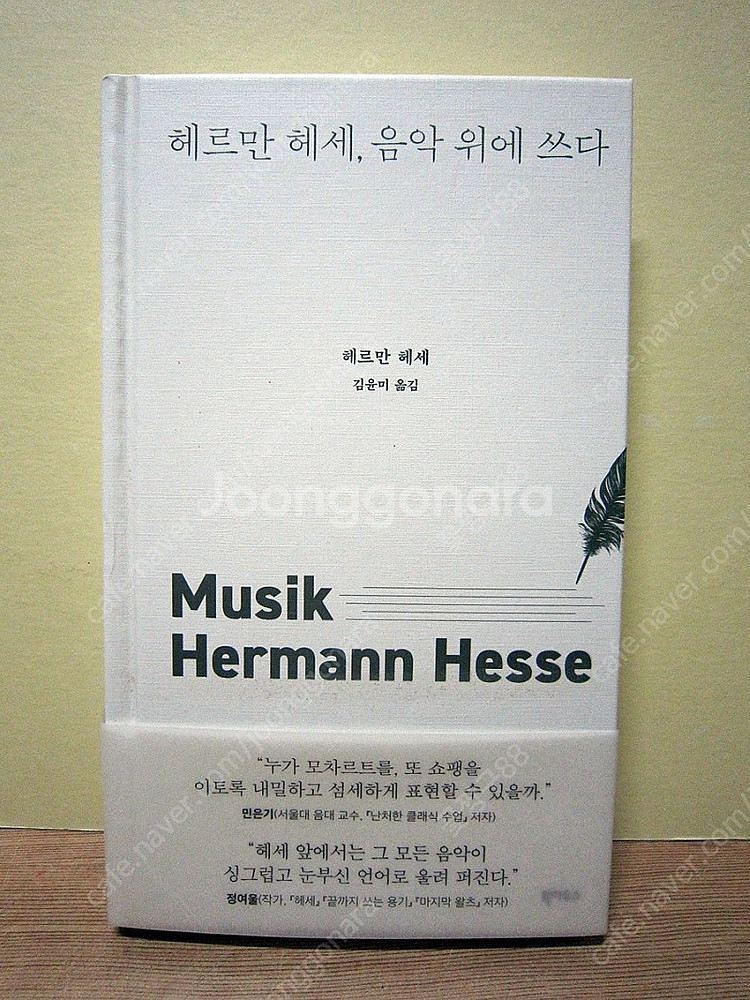 헤르만 헤세, 음악 위에 쓰다
헤르만 헤세
김윤미 옮김
Joonggonara
Musik
Hermann Hesse
“누가 모차르트를, 또 쇼팽을
이토록 내밀하고 섬세하게 표현할 수 있을까.”
민은기(서울대 음대 교수, 『난처한 클래식 수업』 저자)
“헤세 앞에서는 그 모든 음악이
싱그럽고 눈부신 언어로 울려 퍼진다.”
정여울(작가, 『헤세』 『끝까지 쓰는 용기』 『마지막 왈츠』 저자)
cafe.naver.com/joonggonara